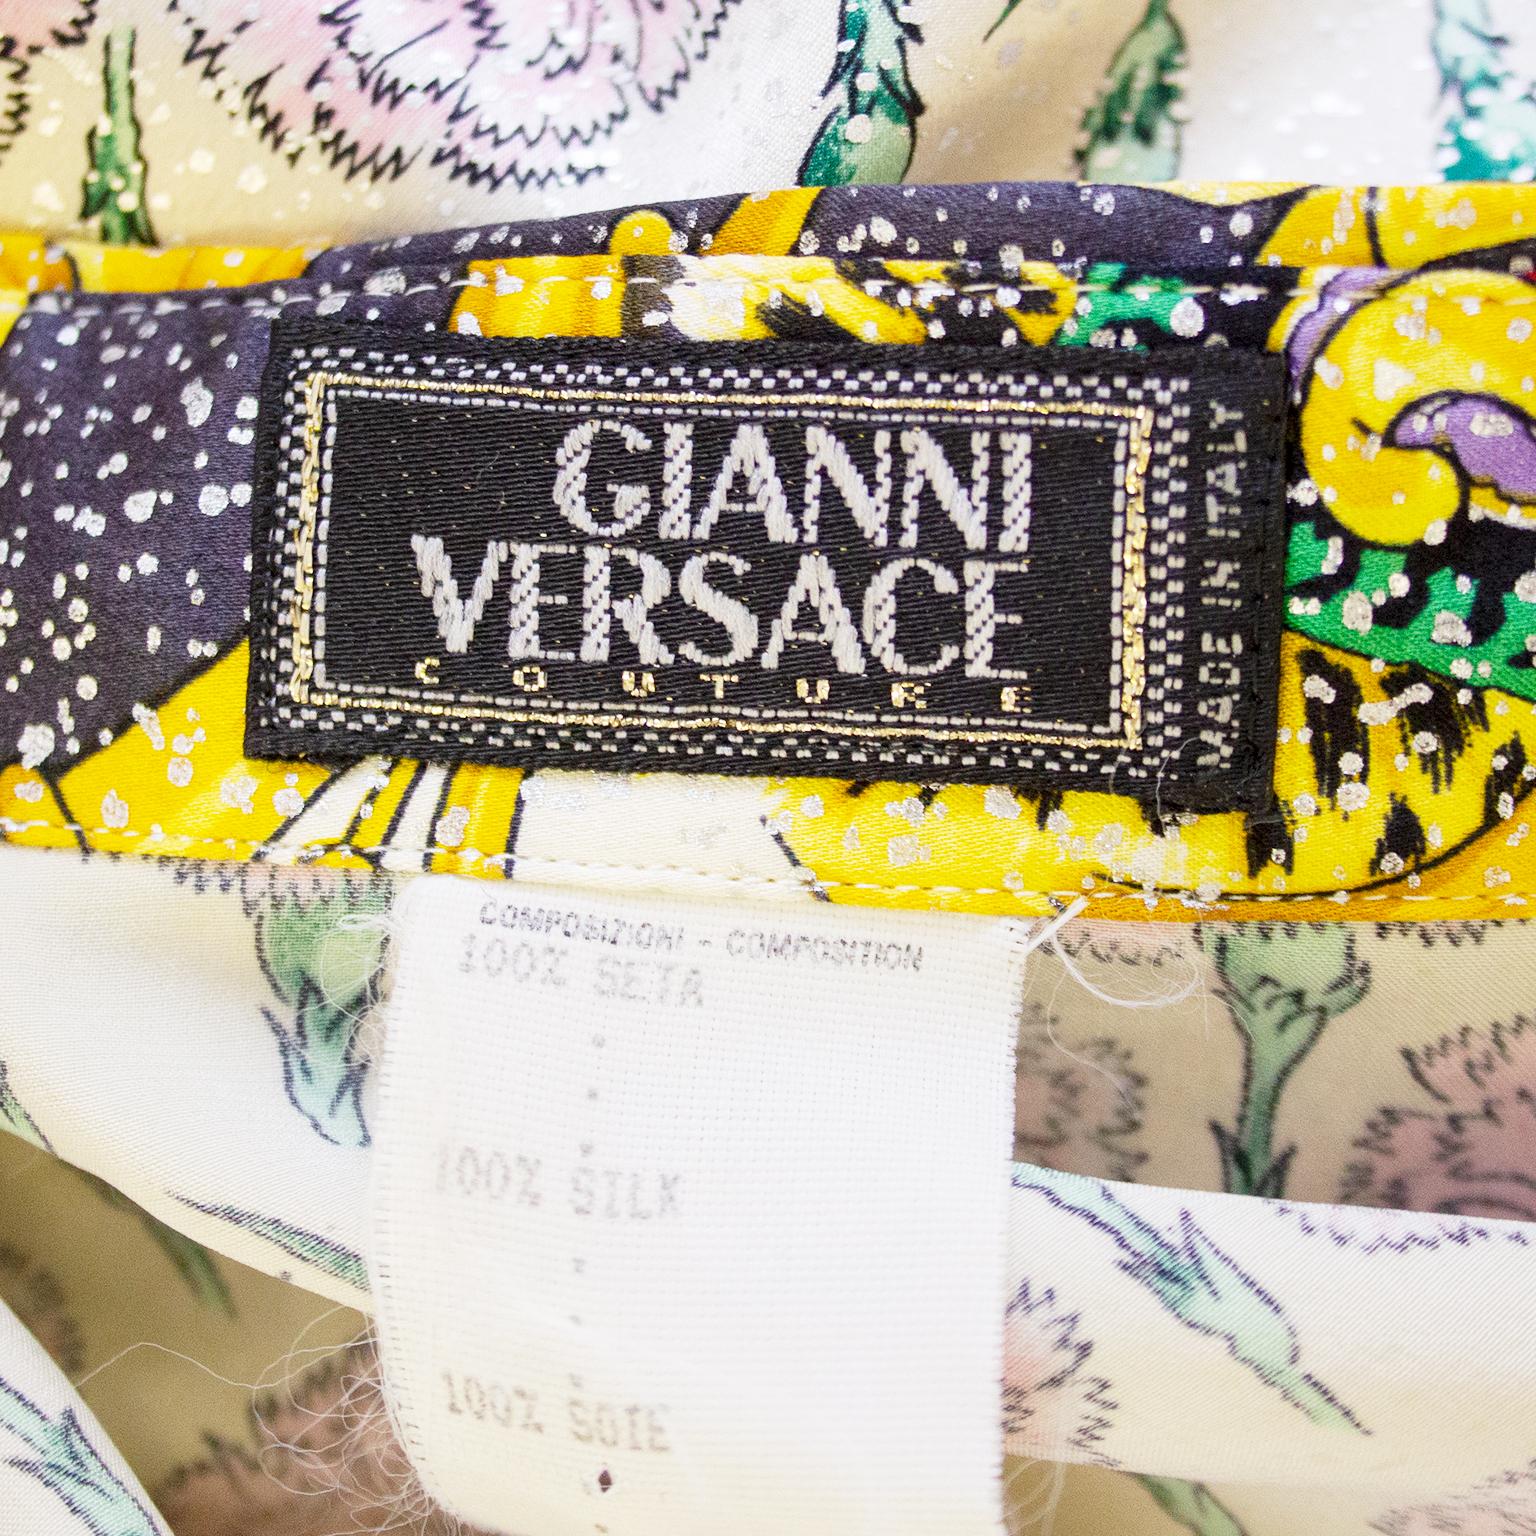 GIANNI
VERSACE
COUTURE
MADE IN ITALY
COMPOSIZIONI - COMPOSITION
100% SETA
100% SILK
100% SOIE